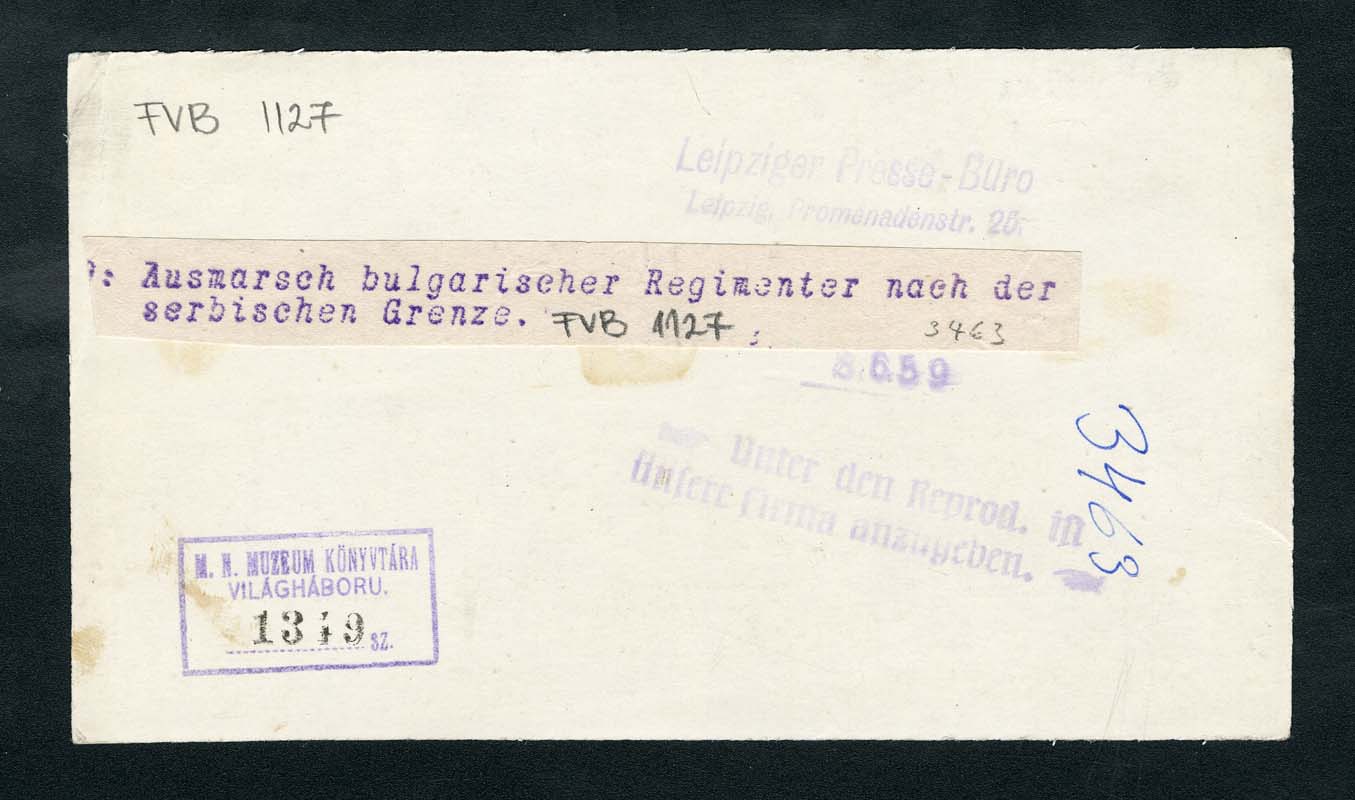 FVB 1127
Leipziger Presse-Büro
Leipzig, Promenadenstr. 25.
: Ausmarsch bulgarischer Regimenter nach der
serbischen Grenze. FVB 1127 3463
8659
Unter den Reprod. ist
unsere Firma anzugeben.
3463
M. N. MUZEUM KÖNYVTÁRA
VILÁGHÁBORU.
1349 SZ.